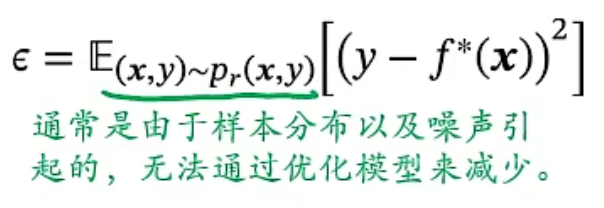 ϵ = 𝔼_{(x,y)∼p_r(x,y)}[(y − f*(x))²]
通常是由于样本分布以及噪声引
起的，无法通过优化模型来减少。